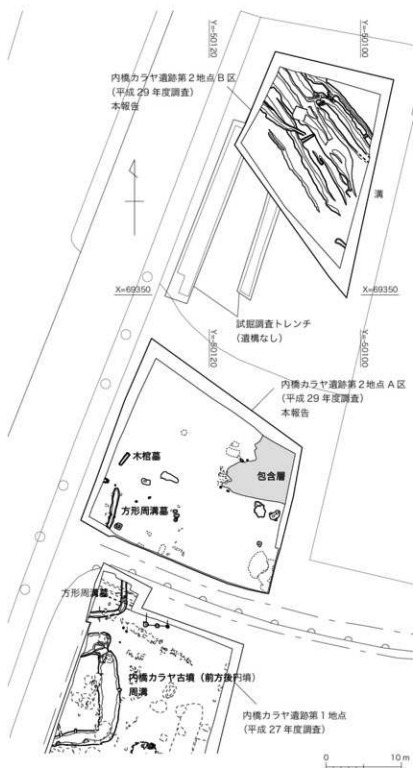 Y=-50120
Y=-50100
内橋カラヤ遺跡第2地点B区
(平成29年度調査)
本報告
溝
X=69350
X=69350
試掘調査トレンチ
(遺構なし)
Y=-50120
Y=-50100
内橋カラヤ遺跡第2地点A区
(平成29年度調査)
本報告
木棺墓
包含層
方形周溝墓
方形周溝墓
内橋カラヤ古墳(前方後円墳)
周溝
内橋カラヤ遺跡第1地点
(平成27年度調査)
0 10m